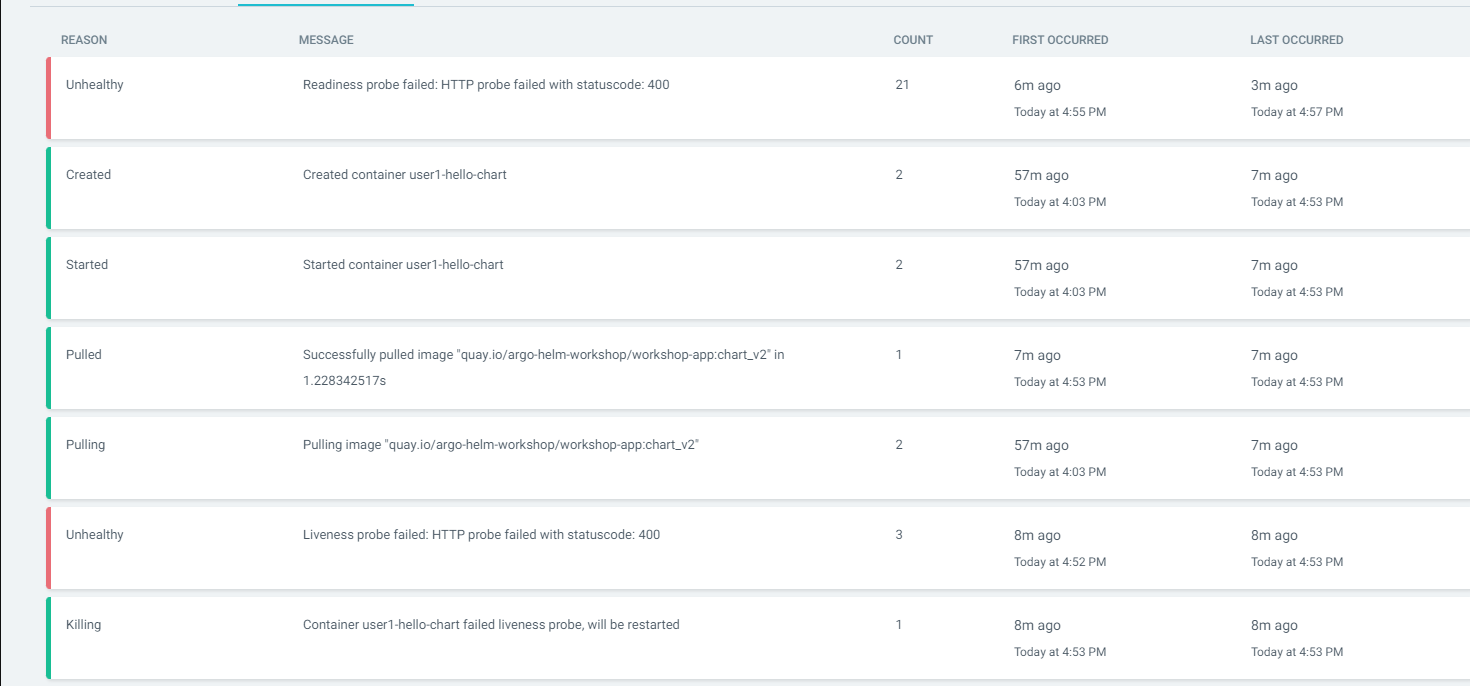 REASON MESSAGE COUNT FIRST OCCURRED LAST OCCURRED
Unhealthy Readiness probe failed: HTTP probe failed with statuscode: 400 21 6m ago 3m ago
Today at 4:55 PM Today at 4:57 PM
Created Created container user1-hello-chart 2 57m ago 7m ago
Today at 4:03 PM Today at 4:53 PM
Started Started container user1-hello-chart 2 57m ago 7m ago
Today at 4:03 PM Today at 4:53 PM
Pulled Successfully pulled image "quay.io/argo-helm-workshop/workshop-app:chart_v2" in 1 7m ago 7m ago
1.228342517s Today at 4:53 PM Today at 4:53 PM
Pulling Pulling image "quay.io/argo-helm-workshop/workshop-app:chart_v2" 2 57m ago 7m ago
Today at 4:03 PM Today at 4:53 PM
Unhealthy Liveness probe failed: HTTP probe failed with statuscode: 400 3 8m ago 8m ago
Today at 4:52 PM Today at 4:53 PM
Killing Container user1-hello-chart failed liveness probe, will be restarted 1 8m ago 8m ago
Today at 4:53 PM Today at 4:53 PM